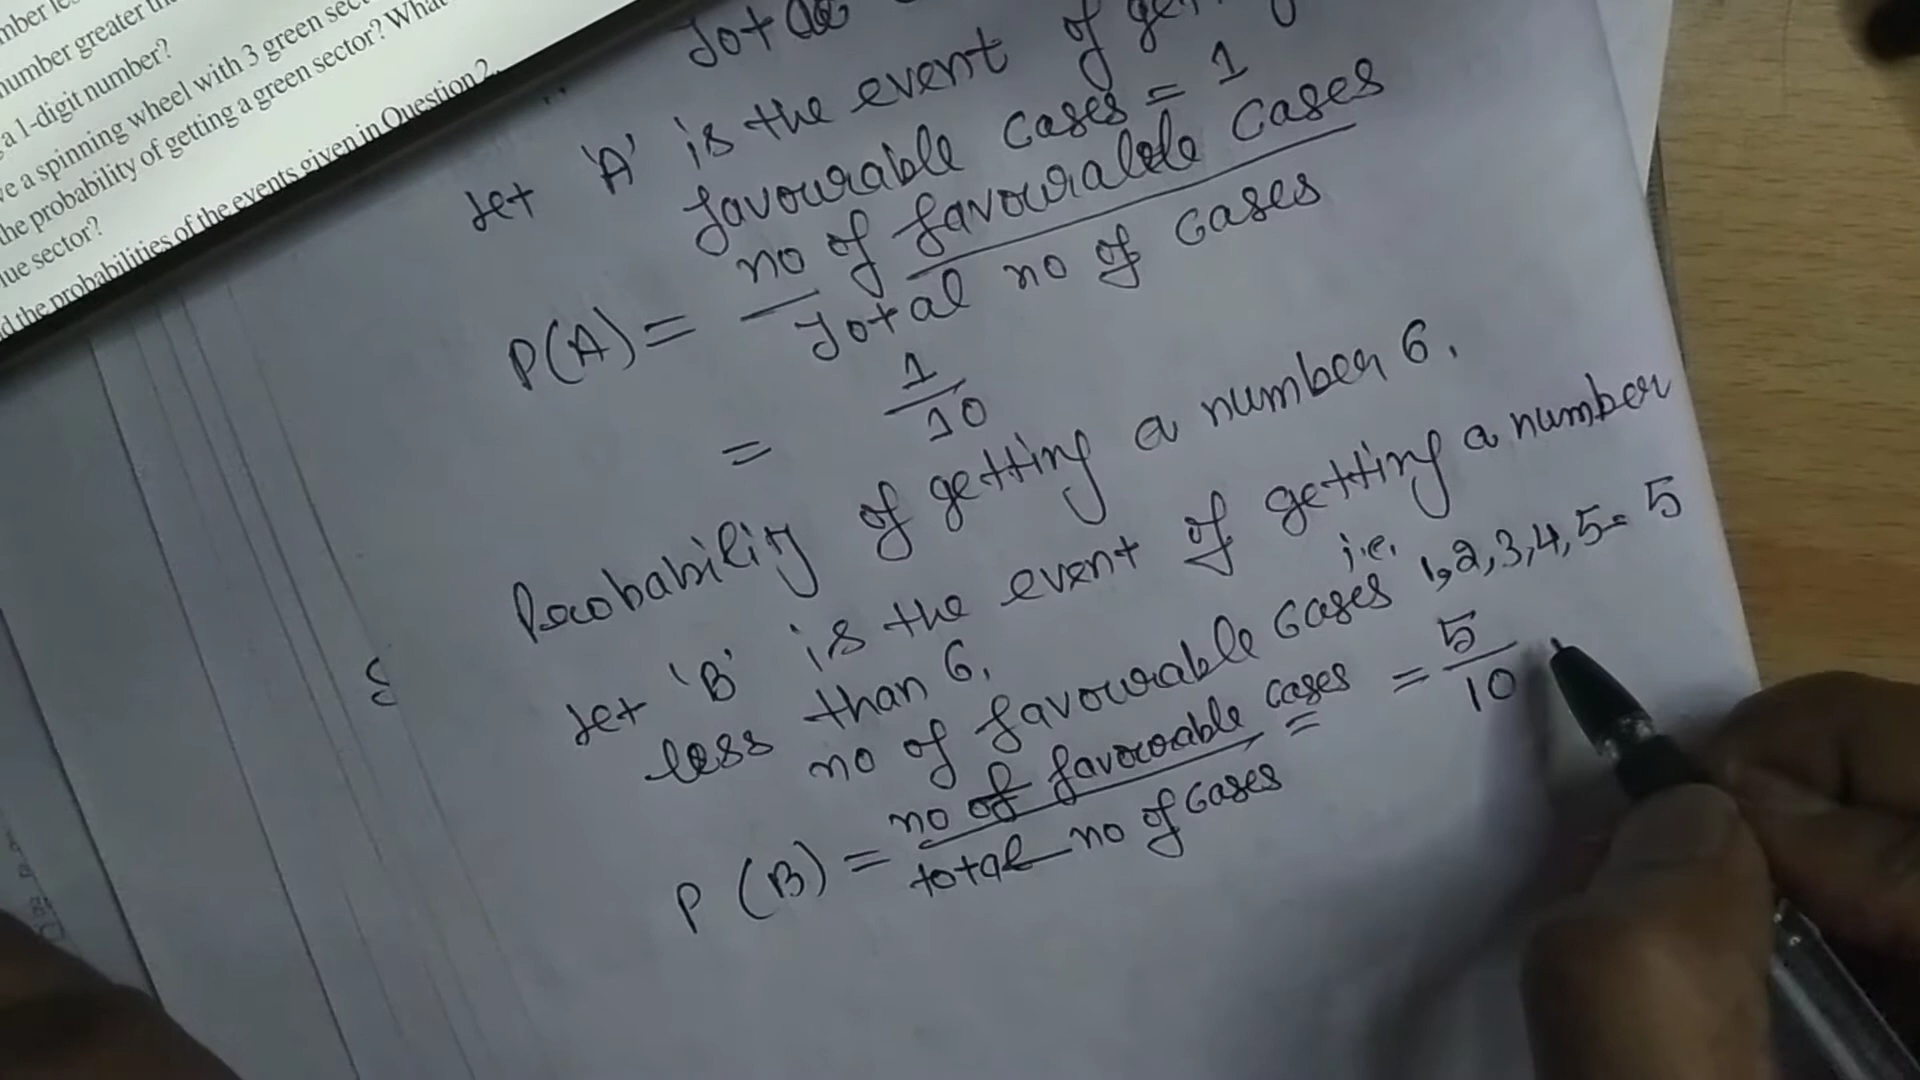 number greater
a 1-digit number?
a spinning wheel with 3 green
the probability of getting a green sector? What
sector?
the probabilities of the events given in Question 2.
Total
Let 'A' is the event of
favourable cases = 1
P(A) = no of favourable cases
Total no of cases
= 1
10
Probability of getting a number 6.
Let 'B' is the event of getting a number
less than 6.
i.e.
no of favourable cases 1,2,3,4,5 = 5
P(B) = no of favourable cases = 5
total no of cases = 10